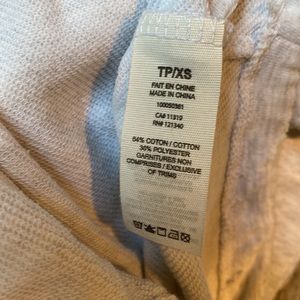 TP/XS
FAIT EN CHINE
MADE IN CHINA
100050361
CA# 11319
RN# 121340
64% COTON / COTTON
36% POLYESTER
GARNITURES NON
COMPRISES / EXCLUSIVE
OF TRIMS